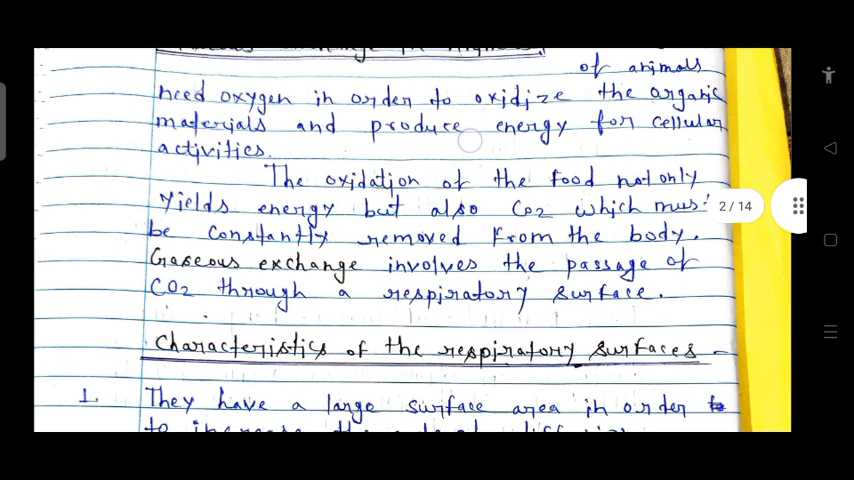 of animals
need oxygen in order to oxidize the organic
materials and produce energy for cellular
activities.
The oxidation of the food not only
yields energy but also CO2 which
2/14
be constantly removed from the body.
Gaseous exchange involves the passage of
CO2 through a respiratory surface.
Characteristics of the respiratory surfaces -
1. They have a large surface area in order
to increase the